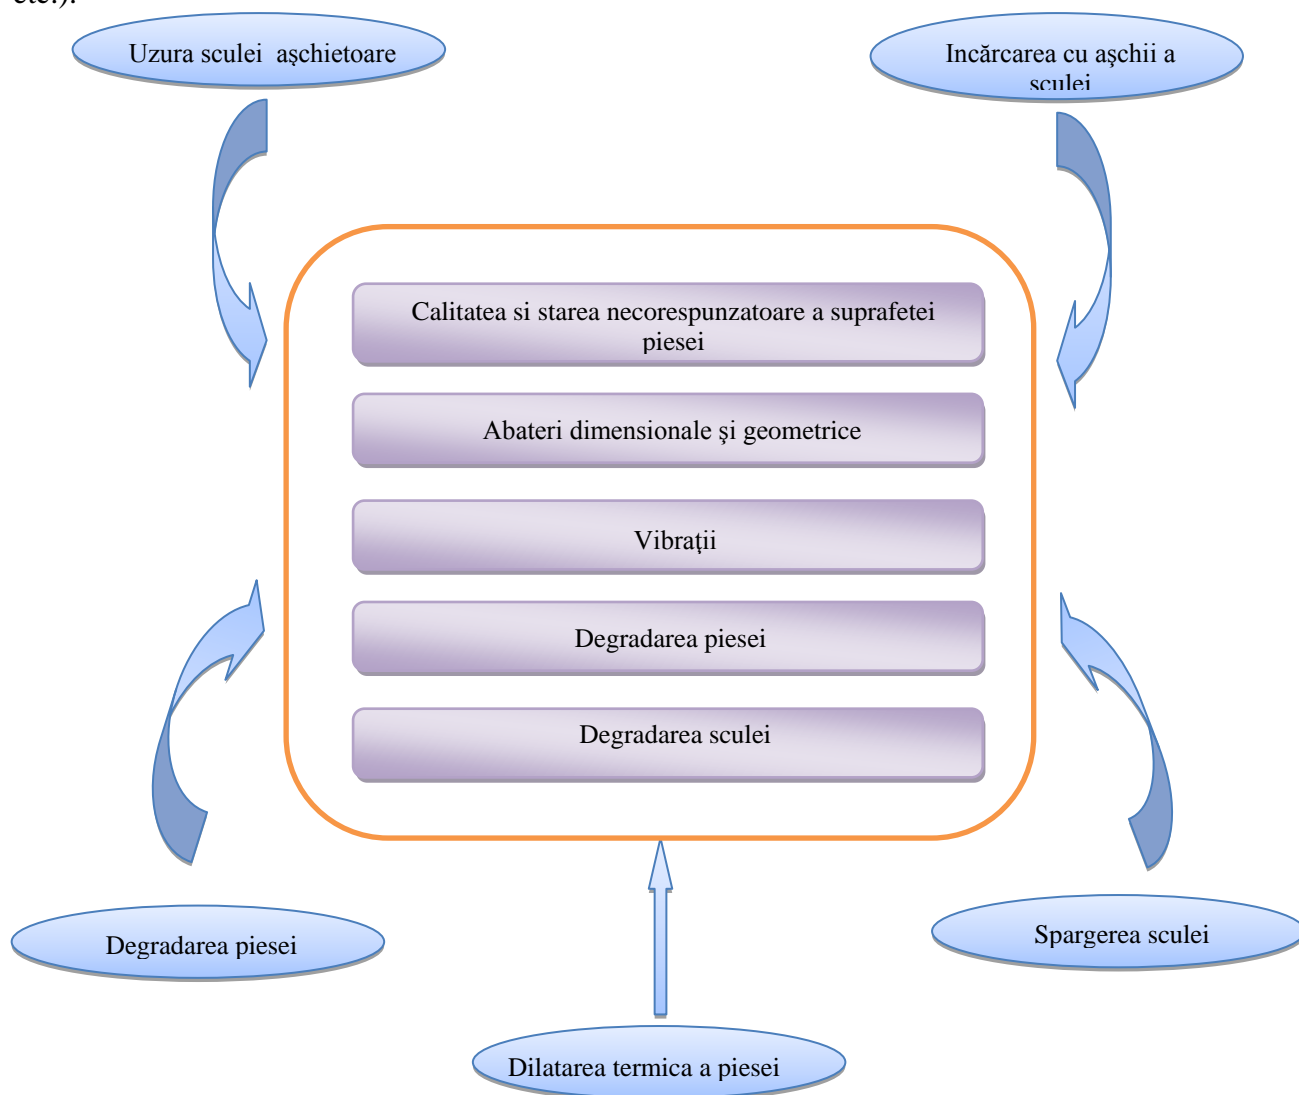 etc.).
Uzura sculei aşchietoare
Incărcarea cu aşchii a
sculei
Calitatea si starea necorespunzatoare a suprafetei
piesei
Abateri dimensionale şi geometrice
Vibraţii
Degradarea piesei
Degradarea sculei
Degradarea piesei
Spargerea sculei
Dilatarea termica a piesei